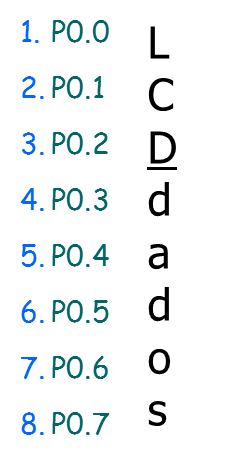 1. P0.0
2. P0.1
3. P0.2
4. P0.3
5. P0.4
6. P0.5
7. P0.6
8. P0.7
L
C
D
d
a
d
o
s